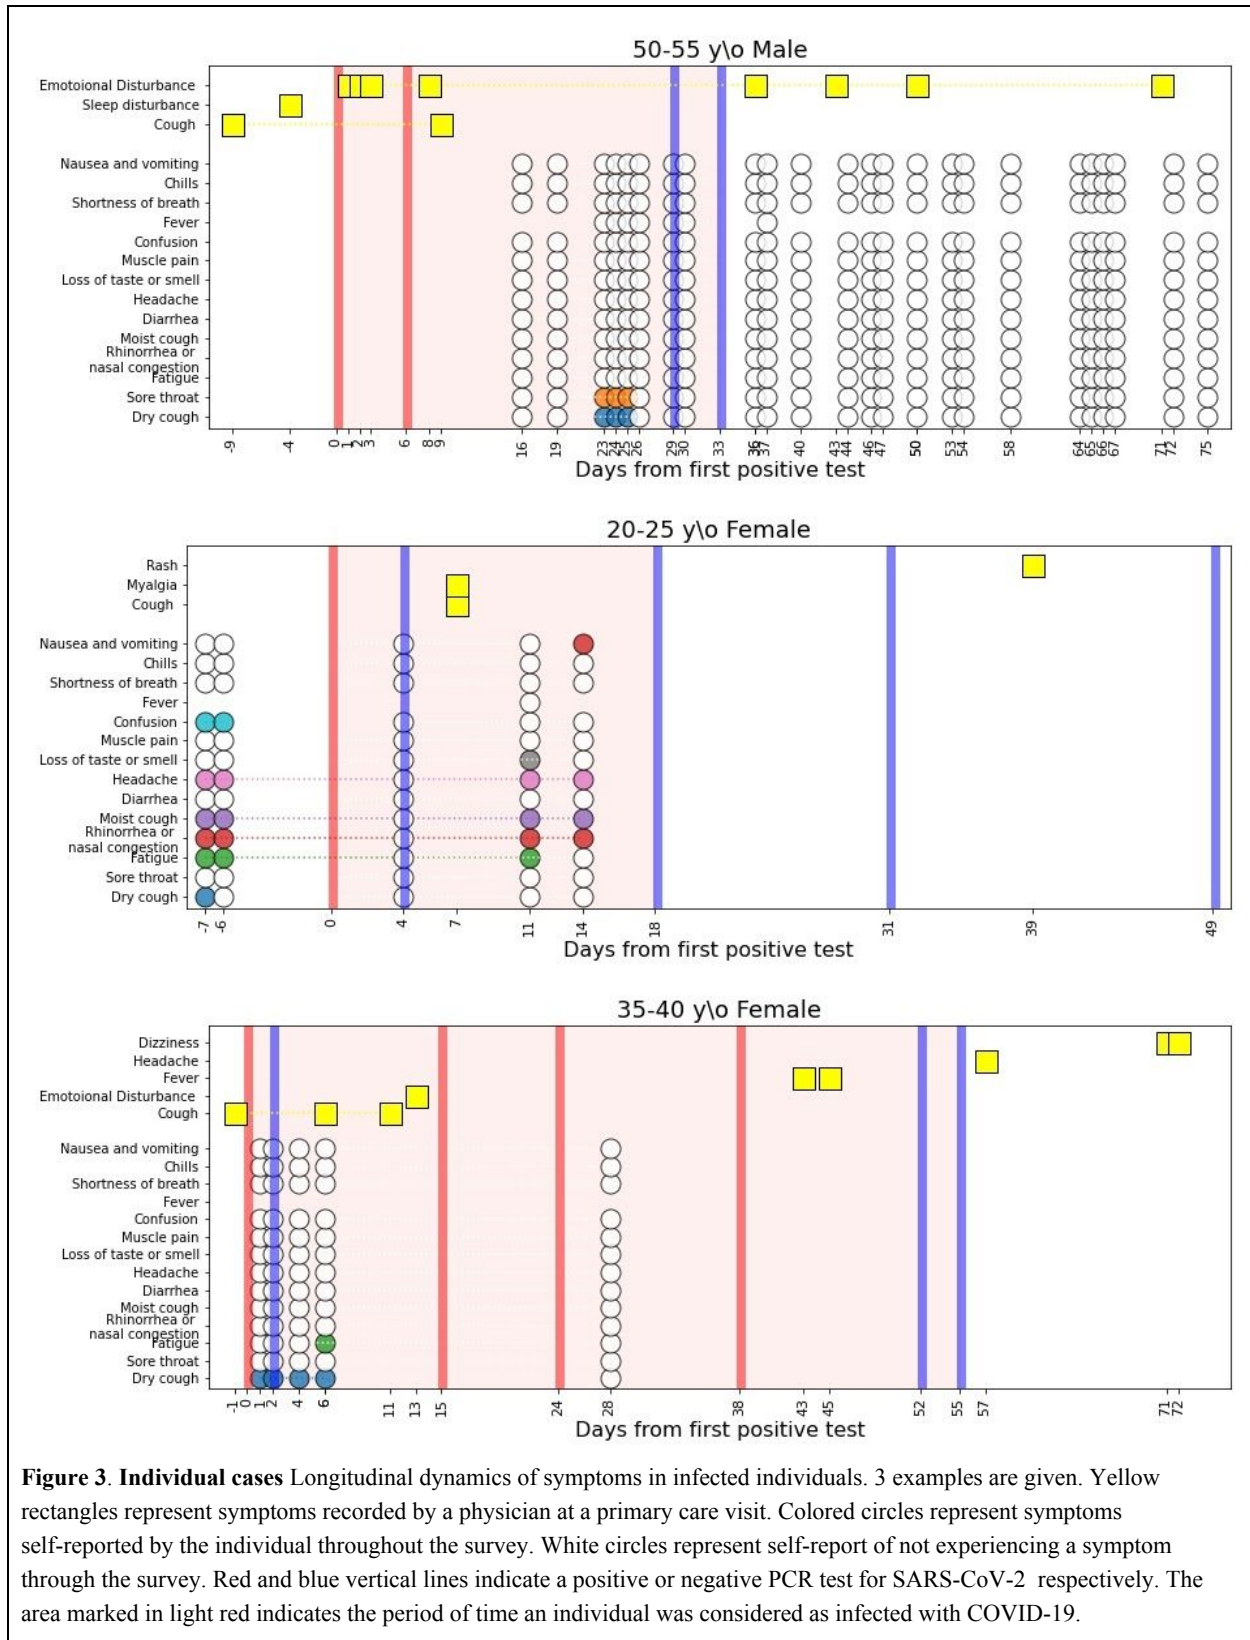 50-55 y\o Male
Emotoional Disturbance
Sleep disturbance
Cough
Nausea and vomiting
Chills
Shortness of breath
Fever
Confusion
Muscle pain
Loss of taste or smell
Headache
Diarrhea
Moist cough
Rhinorrhea or
nasal congestion
Fatigue
Sore throat
Dry cough
-9 -4 0 1 2 3 6 8 9 16 19 23 24 25 26 29 30 33 36 37 40 43 44 46 47 50 53 54 58 64 65 66 67 71 72 75
Days from first positive test
20-25 y\o Female
Rash
Myalgia
Cough
Nausea and vomiting
Chills
Shortness of breath
Fever
Confusion
Muscle pain
Loss of taste or smell
Headache
Diarrhea
Moist cough
Rhinorrhea or
nasal congestion
Fatigue
Sore throat
Dry cough
-7 -6 0 4 7 11 14 18 31 39 49
Days from first positive test
35-40 y\o Female
Dizziness
Headache
Fever
Emotoional Disturbance
Cough
Nausea and vomiting
Chills
Shortness of breath
Fever
Confusion
Muscle pain
Loss of taste or smell
Headache
Diarrhea
Moist cough
Rhinorrhea or
nasal congestion
Fatigue
Sore throat
Dry cough
-1 0 1 2 4 6 11 13 15 24 28 38 43 45 52 55 57 71 72
Days from first positive test
Figure 3. Individual cases Longitudinal dynamics of symptoms in infected individuals. 3 examples are given. Yellow
rectangles represent symptoms recorded by a physician at a primary care visit. Colored circles represent symptoms
self-reported by the individual throughout the survey. White circles represent self-report of not experiencing a symptom
through the survey. Red and blue vertical lines indicate a positive or negative PCR test for SARS-CoV-2 respectively. The
area marked in light red indicates the period of time an individual was considered as infected with COVID-19.